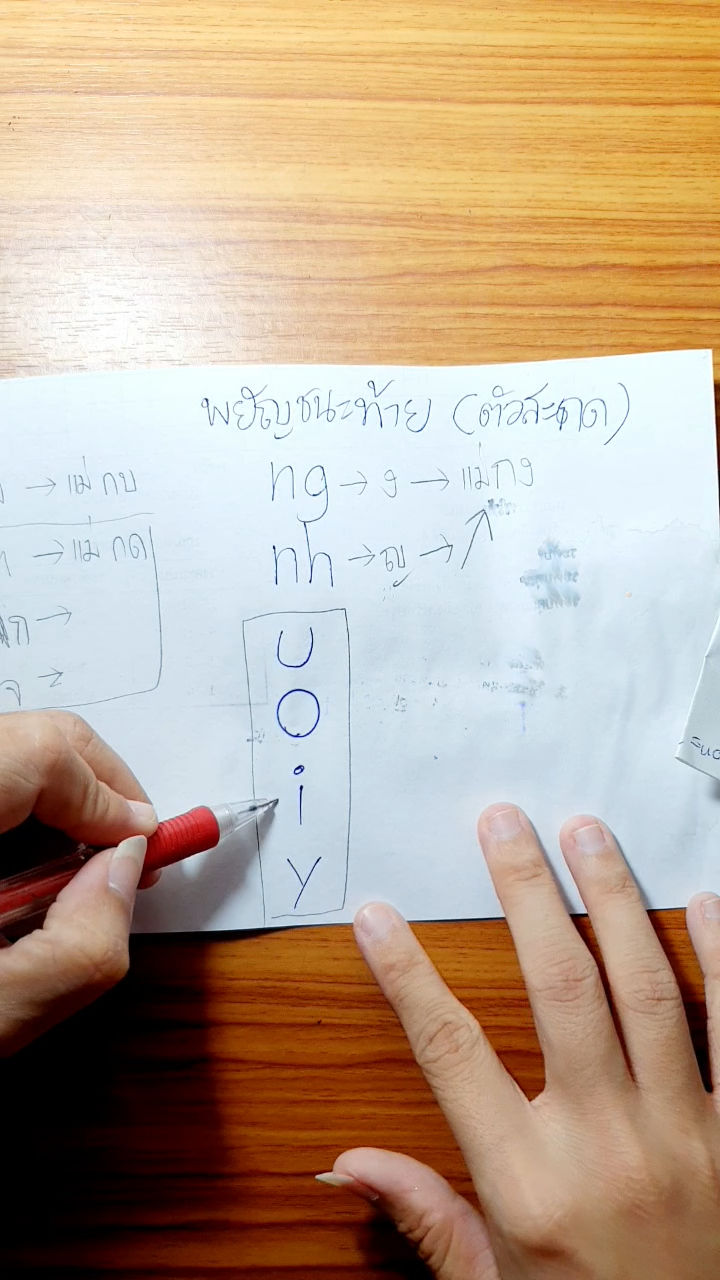 พยัญชนะท้าย (ตัวสะกด)
→ แม่ กบ
ng → ง → แม่ กง
→ แม่ กด
nh → ญ →
→
→
U
O
i
y